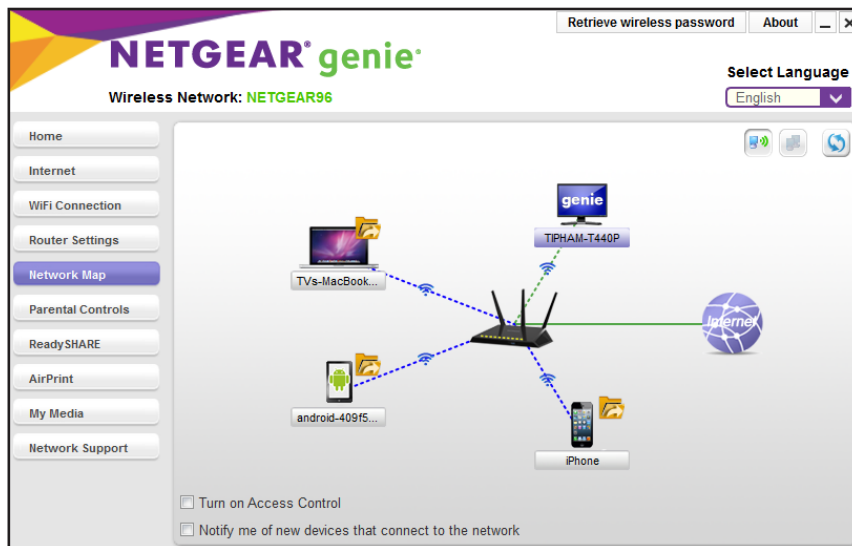 Retrieve wireless password About
NETGEAR® genie®
Select Language
Wireless Network: NETGEAR96
English
Home
Internet
WiFi Connection
Router Settings
Network Map
Parental Controls
ReadySHARE
AirPrint
My Media
Network Support
genie
TIPHAM-T440P
TVs-MacBook...
Internet
android-409f5...
iPhone
Turn on Access Control
Notify me of new devices that connect to the network